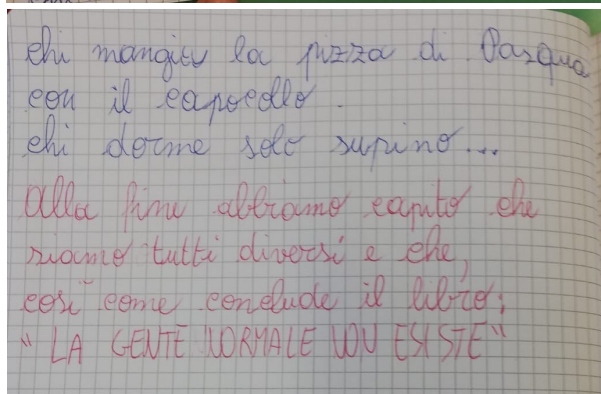 chi mangia la pizza di Pasqua
con il capocollo.
chi dorme solo supino...
Alla fine abbiamo capito che
siamo tutti diversi e che,
così come conclude il libro:
"LA GENTE NORMALE NON ESISTE"